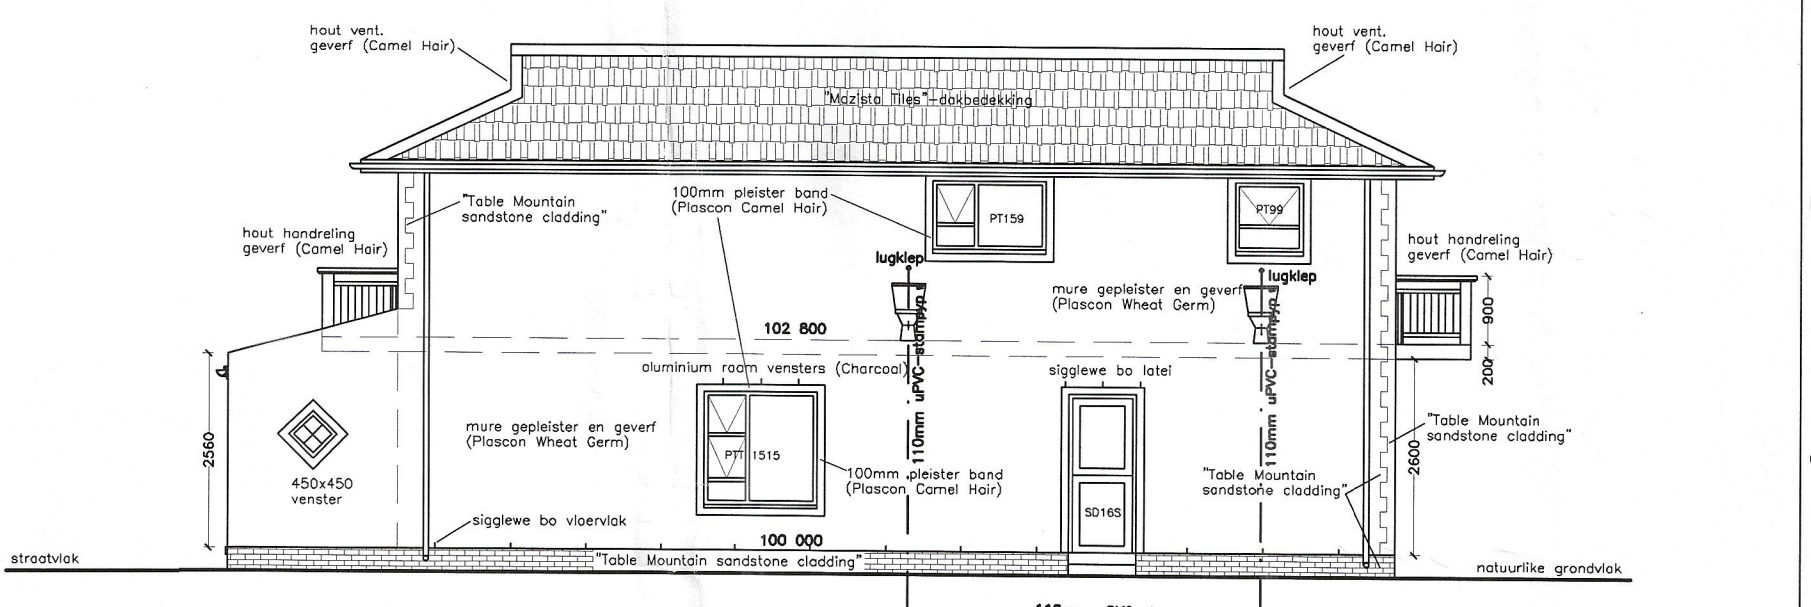 hout vent.
geverf (Camel Hair)
hout vent.
geverf (Camel Hair)
"Mazista Tiles"-dakbedekking
"Table Mountain
sandstone cladding"
100mm pleister band
(Plascon Camel Hair)
PT159
PT99
hout handreling
geverf (Camel Hair)
hout handreling
geverf (Camel Hair)
lugklep
lugklep
mure gepleister en geverf
(Plascon Wheat Germ)
900
102 800
110mm uPVC-stampyp
110mm uPVC-stampyp
200
aluminium raam vensters (Charcoal)
sigglewe bo latei
2560
mure gepleister en geverf
(Plascon Wheat Germ)
PTT 1515
"Table Mountain
sandstone cladding"
2600
450x450
venster
100mm pleister band
(Plascon Camel Hair)
"Table Mountain
sandstone cladding"
SD16S
sigglewe bo vloervlak
100 000
straatvlak
"Table Mountain sandstone cladding"
natuurlike grondvlak